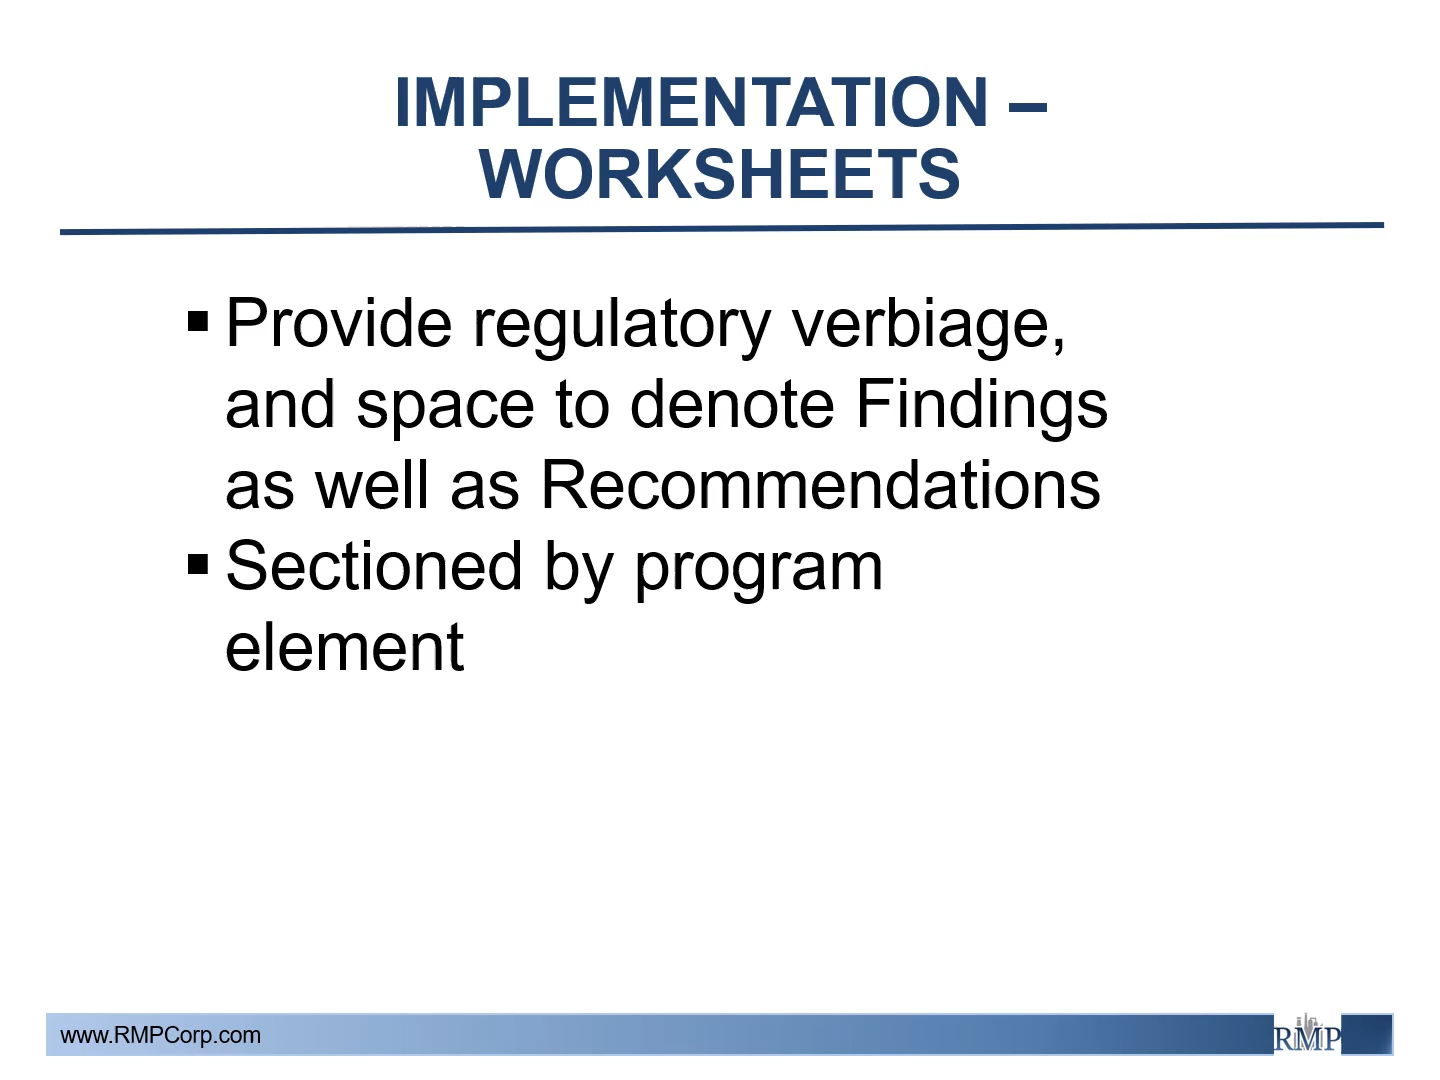 IMPLEMENTATION –
WORKSHEETS
▪ Provide regulatory verbiage,
and space to denote Findings
as well as Recommendations
▪ Sectioned by program
element
www.RMPCorp.com
RMP